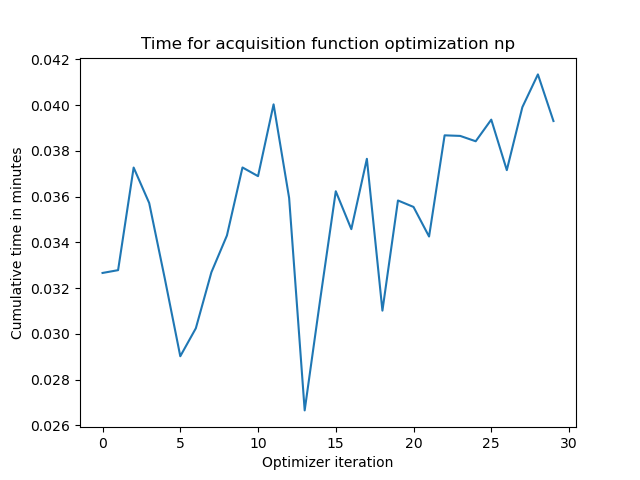 Time for acquisition function optimization np
0.042
0.040
0.038
0.036
0.034
0.032
0.030
0.028
0.026
Cumulative time in minutes
0 5 10 15 20 25 30
Optimizer iteration